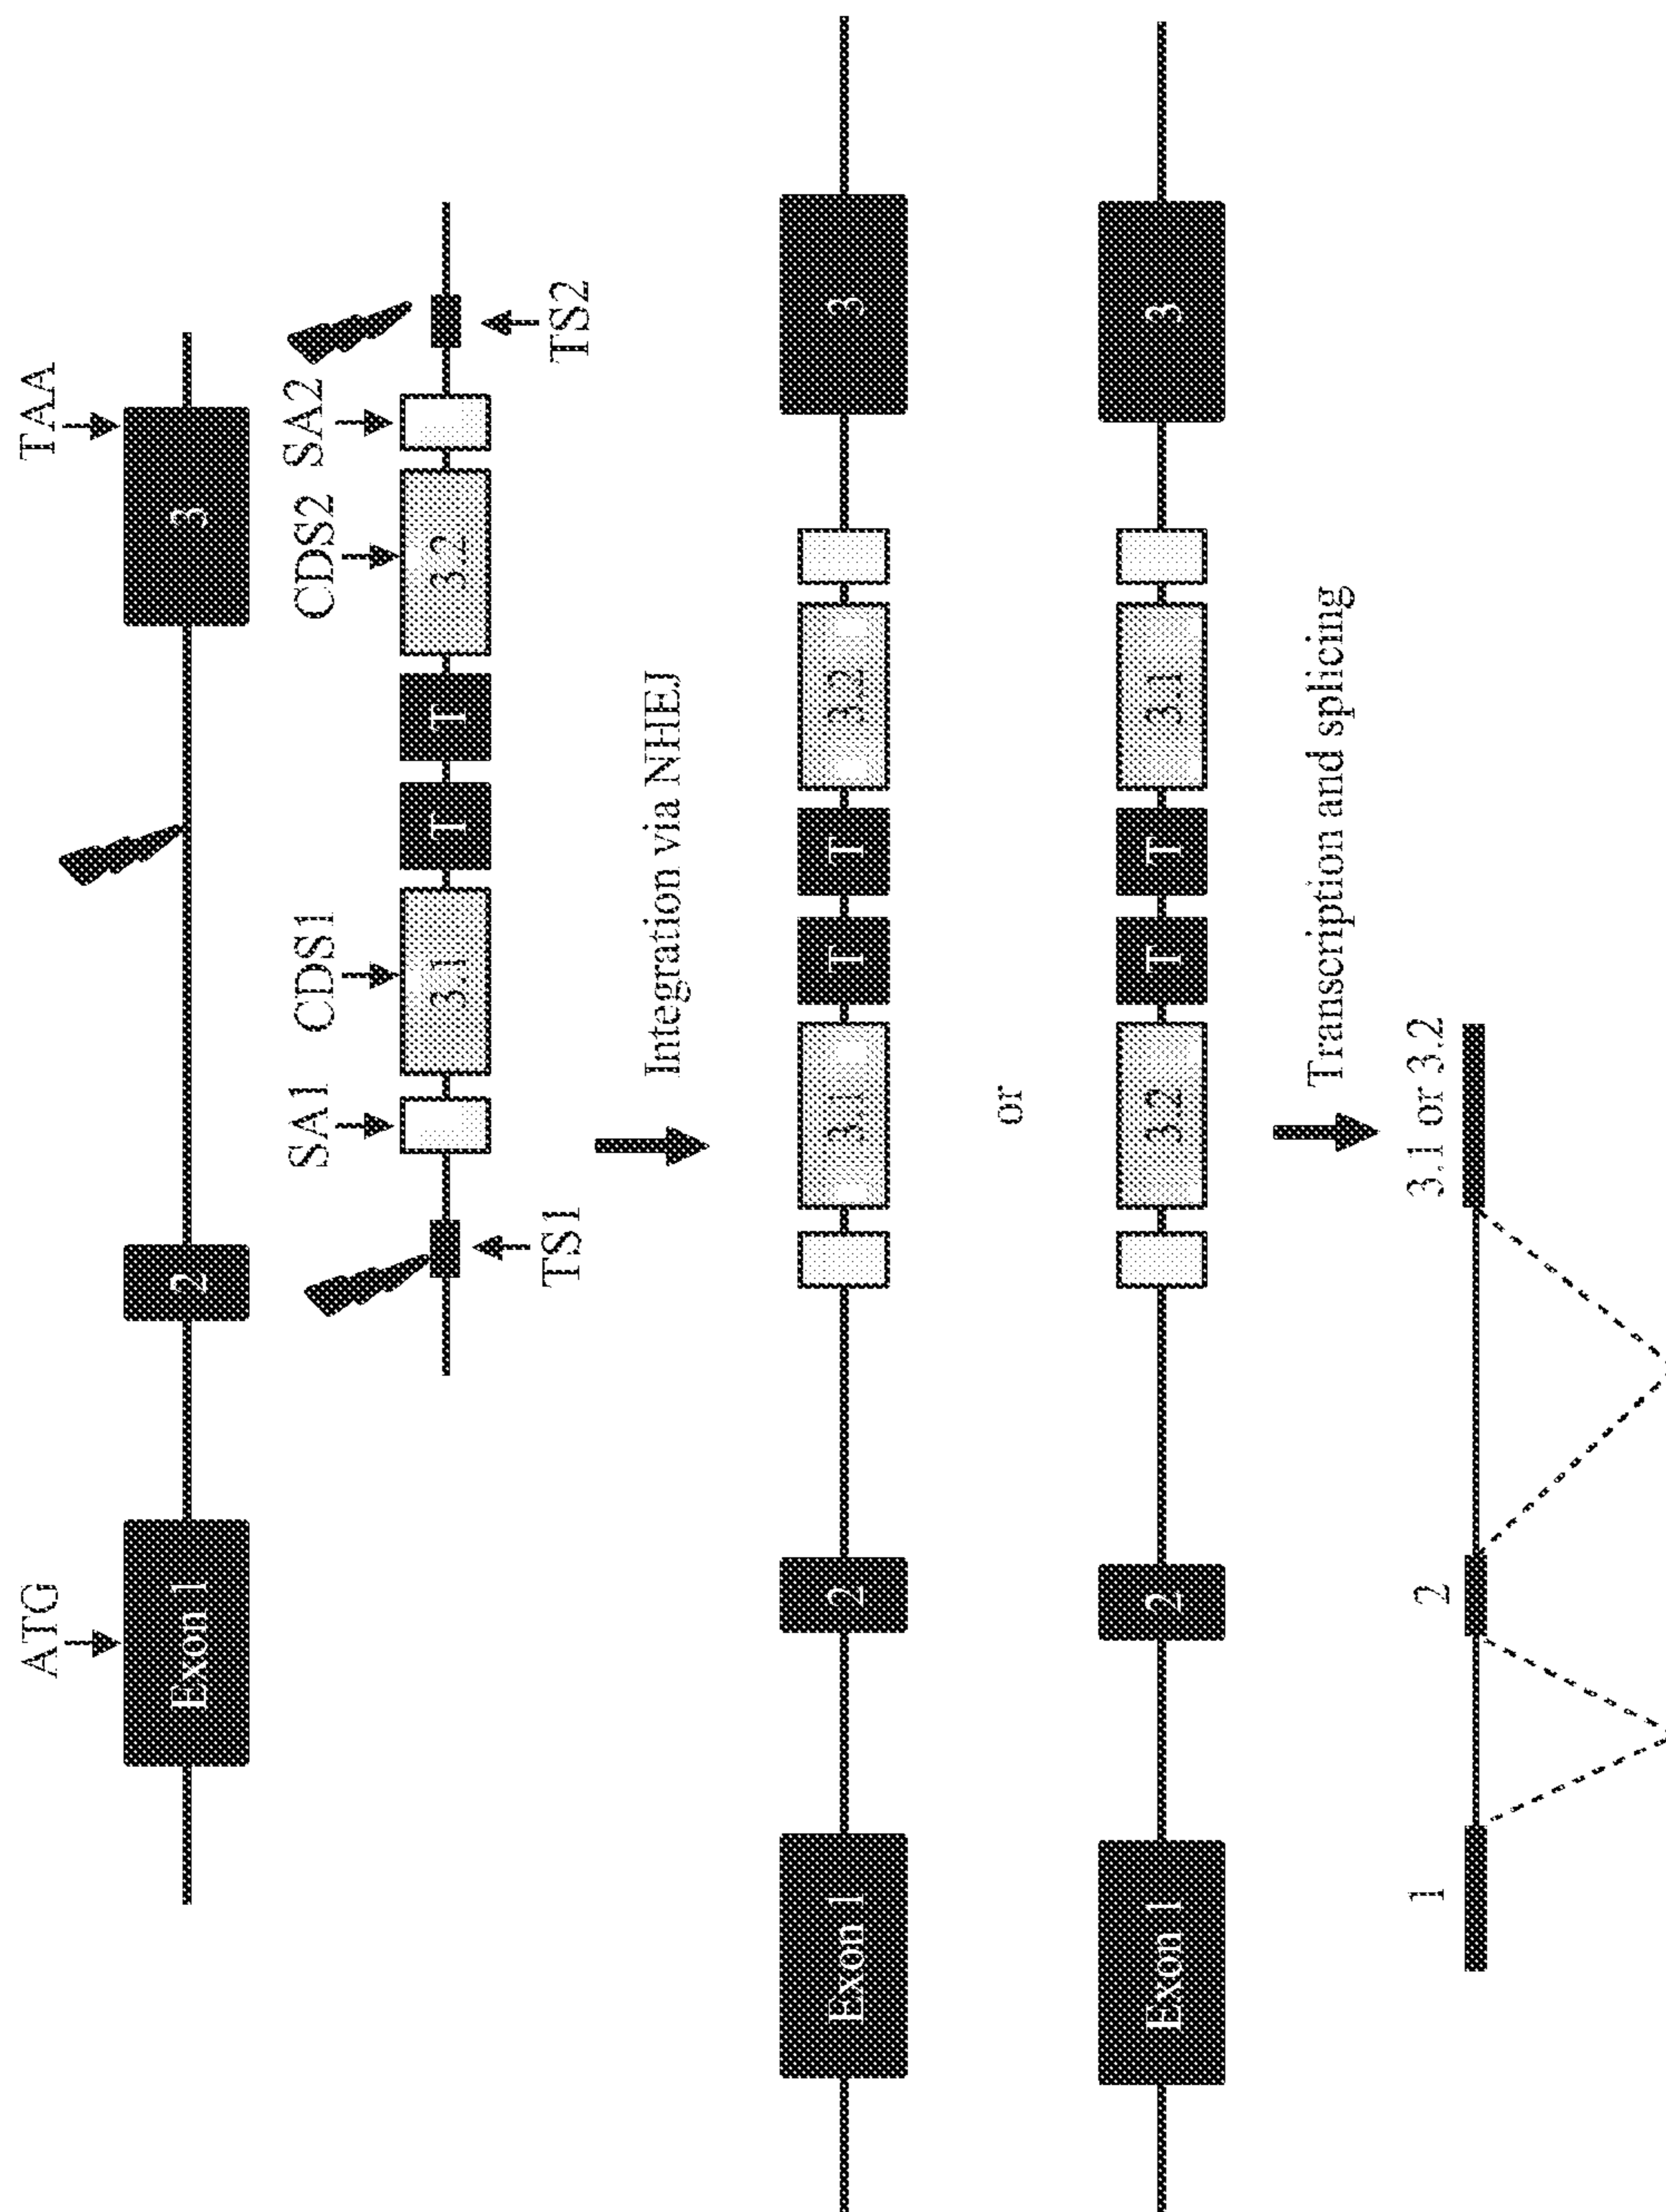 ATG
TAA
Exon 1
2
3
SA1
CDS1
CDS2
SA2
3.1
T
T
3.2
TS1
TS2
Integration via NHEJ
Exon 1
2
3.1
T
T
3.2
3
or
Exon 1
2
3.2
T
T
3.1
3
Transcription and splicing
1
2
3.1 or 3.2